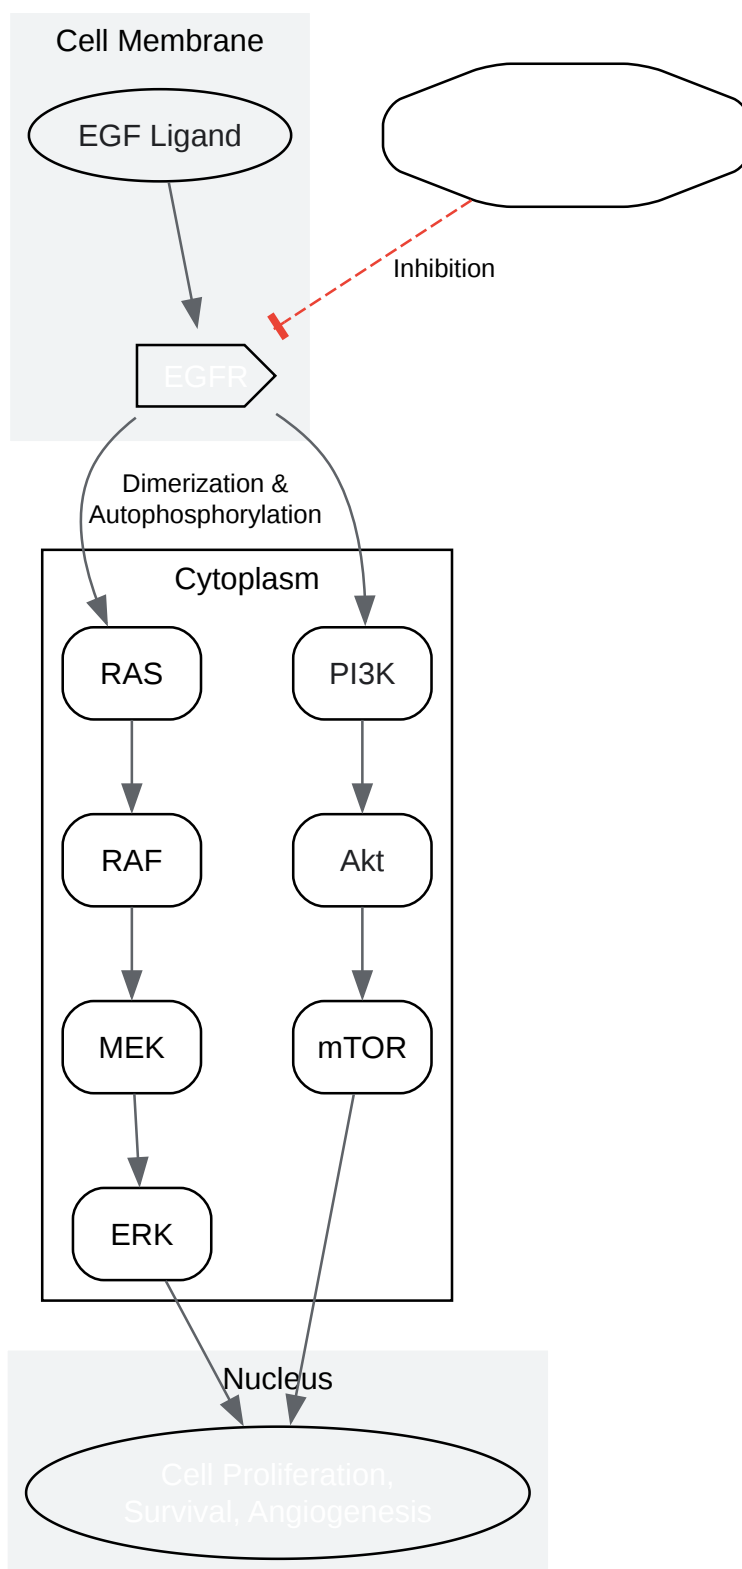 Cell Membrane
EGF Ligand
Inhibition
EGFR
Dimerization &
Autophosphorylation
Cytoplasm
RAS
PI3K
RAF
Akt
MEK
mTOR
ERK
Nucleus
Cell Proliferation,
Survival, Angiogenesis